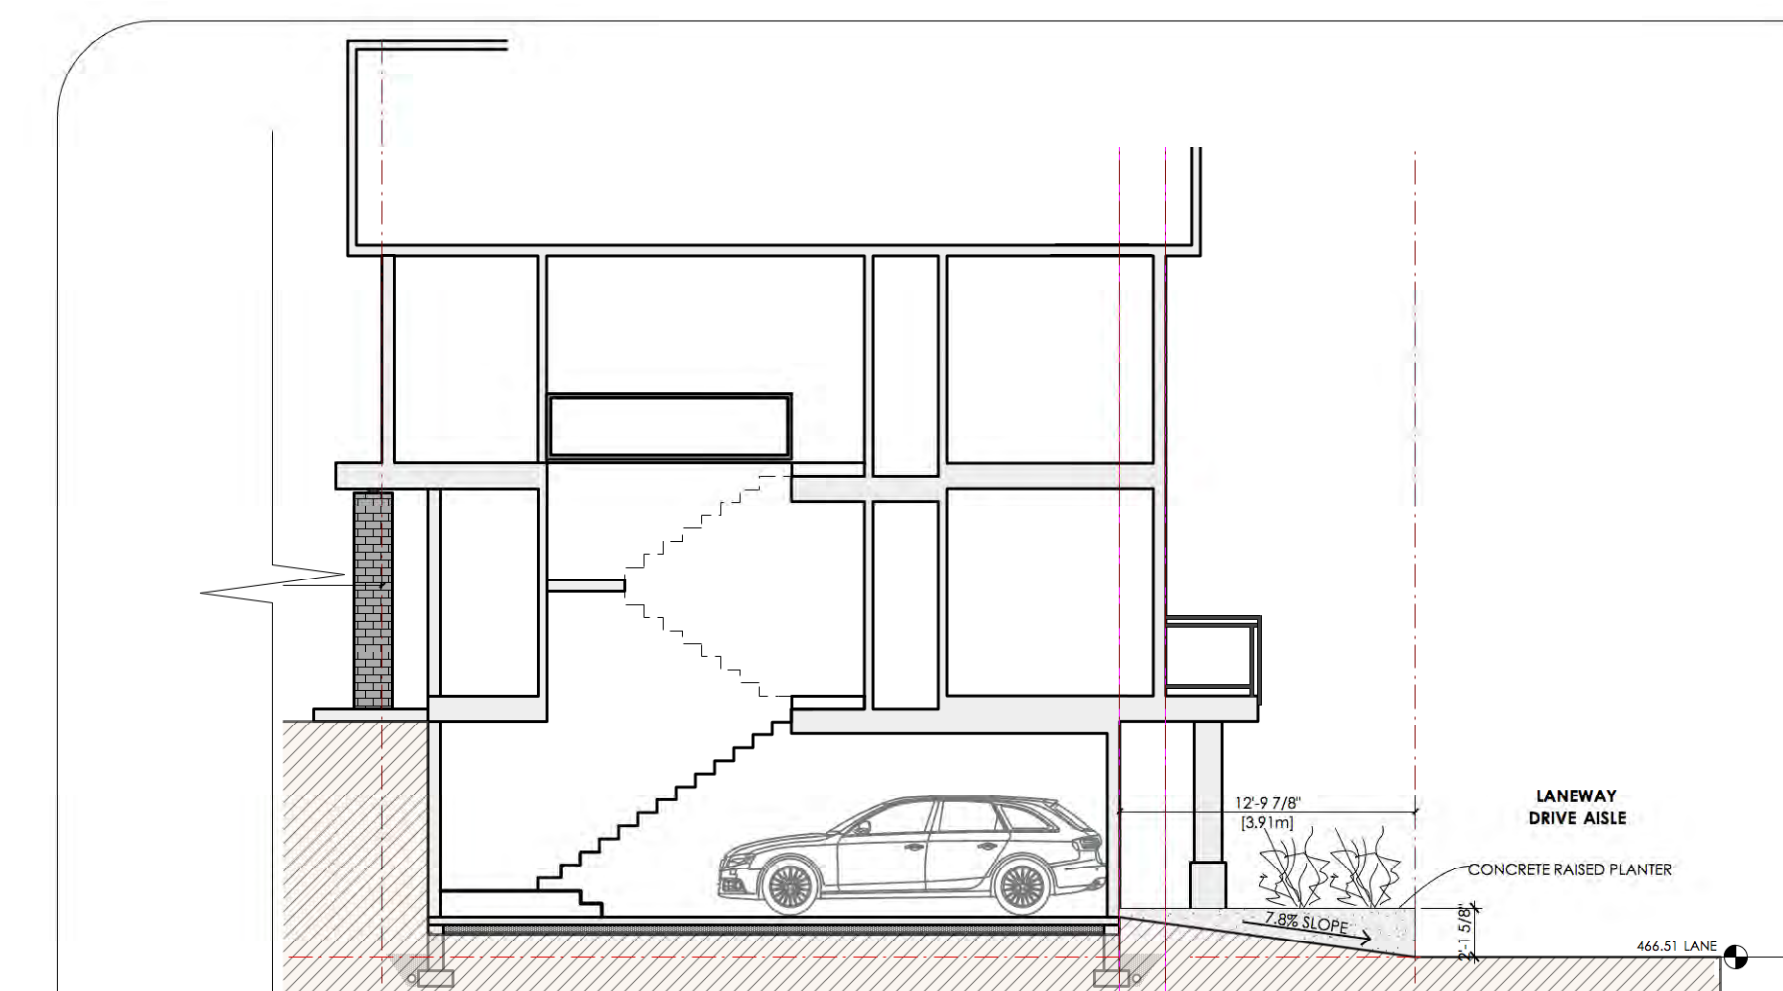 12'-9 7/8"
[3.91m]
LANEWAY
DRIVE AISLE
CONCRETE RAISED PLANTER
7.8% SLOPE
2'-1 5/8"
466.51 LANE